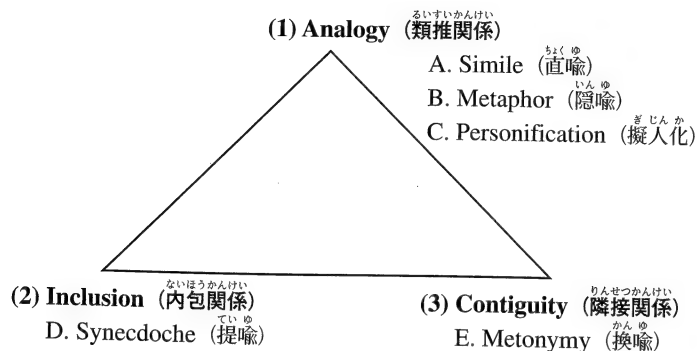 (1) Analogy (類推関係)
るいすいかんけい
A. Simile (直喩)
ちょく ゆ
B. Metaphor (隠喩)
いん ゆ
C. Personification (擬人化)
ぎ じん か
(2) Inclusion (内包関係)
ないほうかんけい
D. Synecdoche (提喩)
てい ゆ
(3) Contiguity (隣接関係)
りんせつかんけい
E. Metonymy (換喩)
かん ゆ